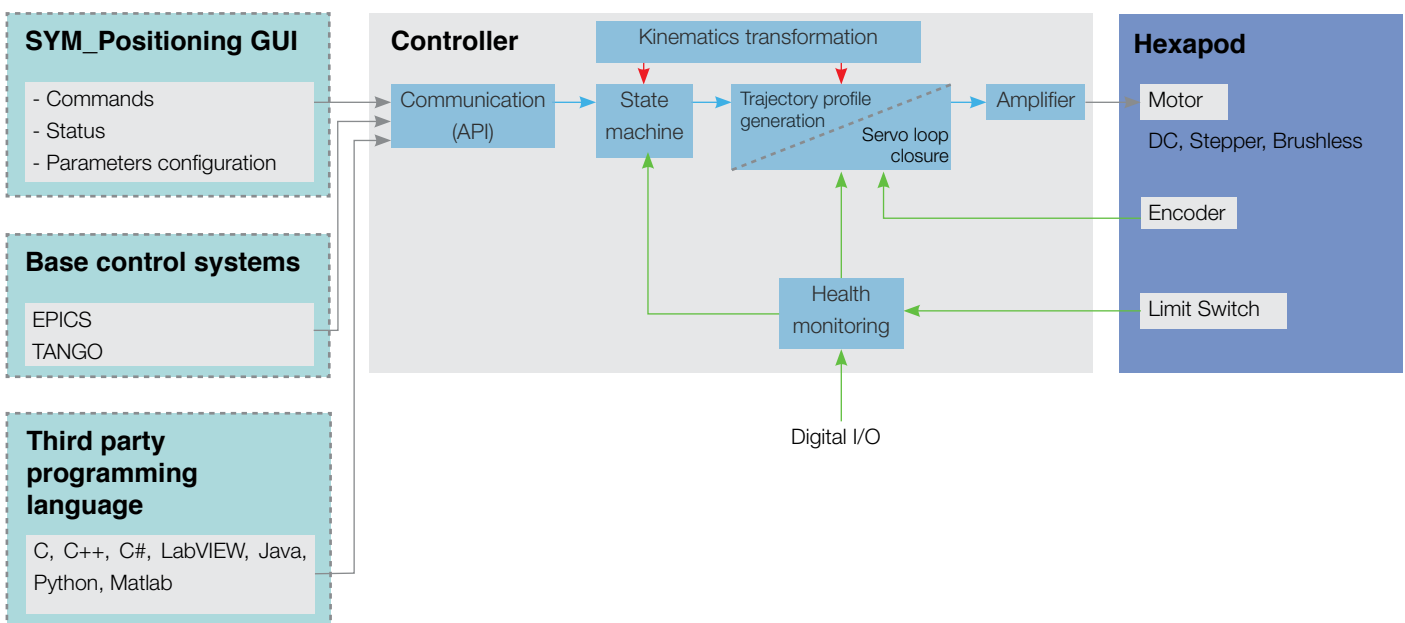 SYM_Positioning GUI
- Commands
- Status
- Parameters configuration
Base control systems
EPICS
TANGO
Third party
programming
language
C, C++, C#, LabVIEW, Java,
Python, Matlab
Controller
Kinematics transformation
Communication
(API)
State
machine
Trajectory profile
generation
Servo loop
closure
Amplifier
Health
monitoring
Digital I/O
Hexapod
Motor
DC, Stepper, Brushless
Encoder
Limit Switch